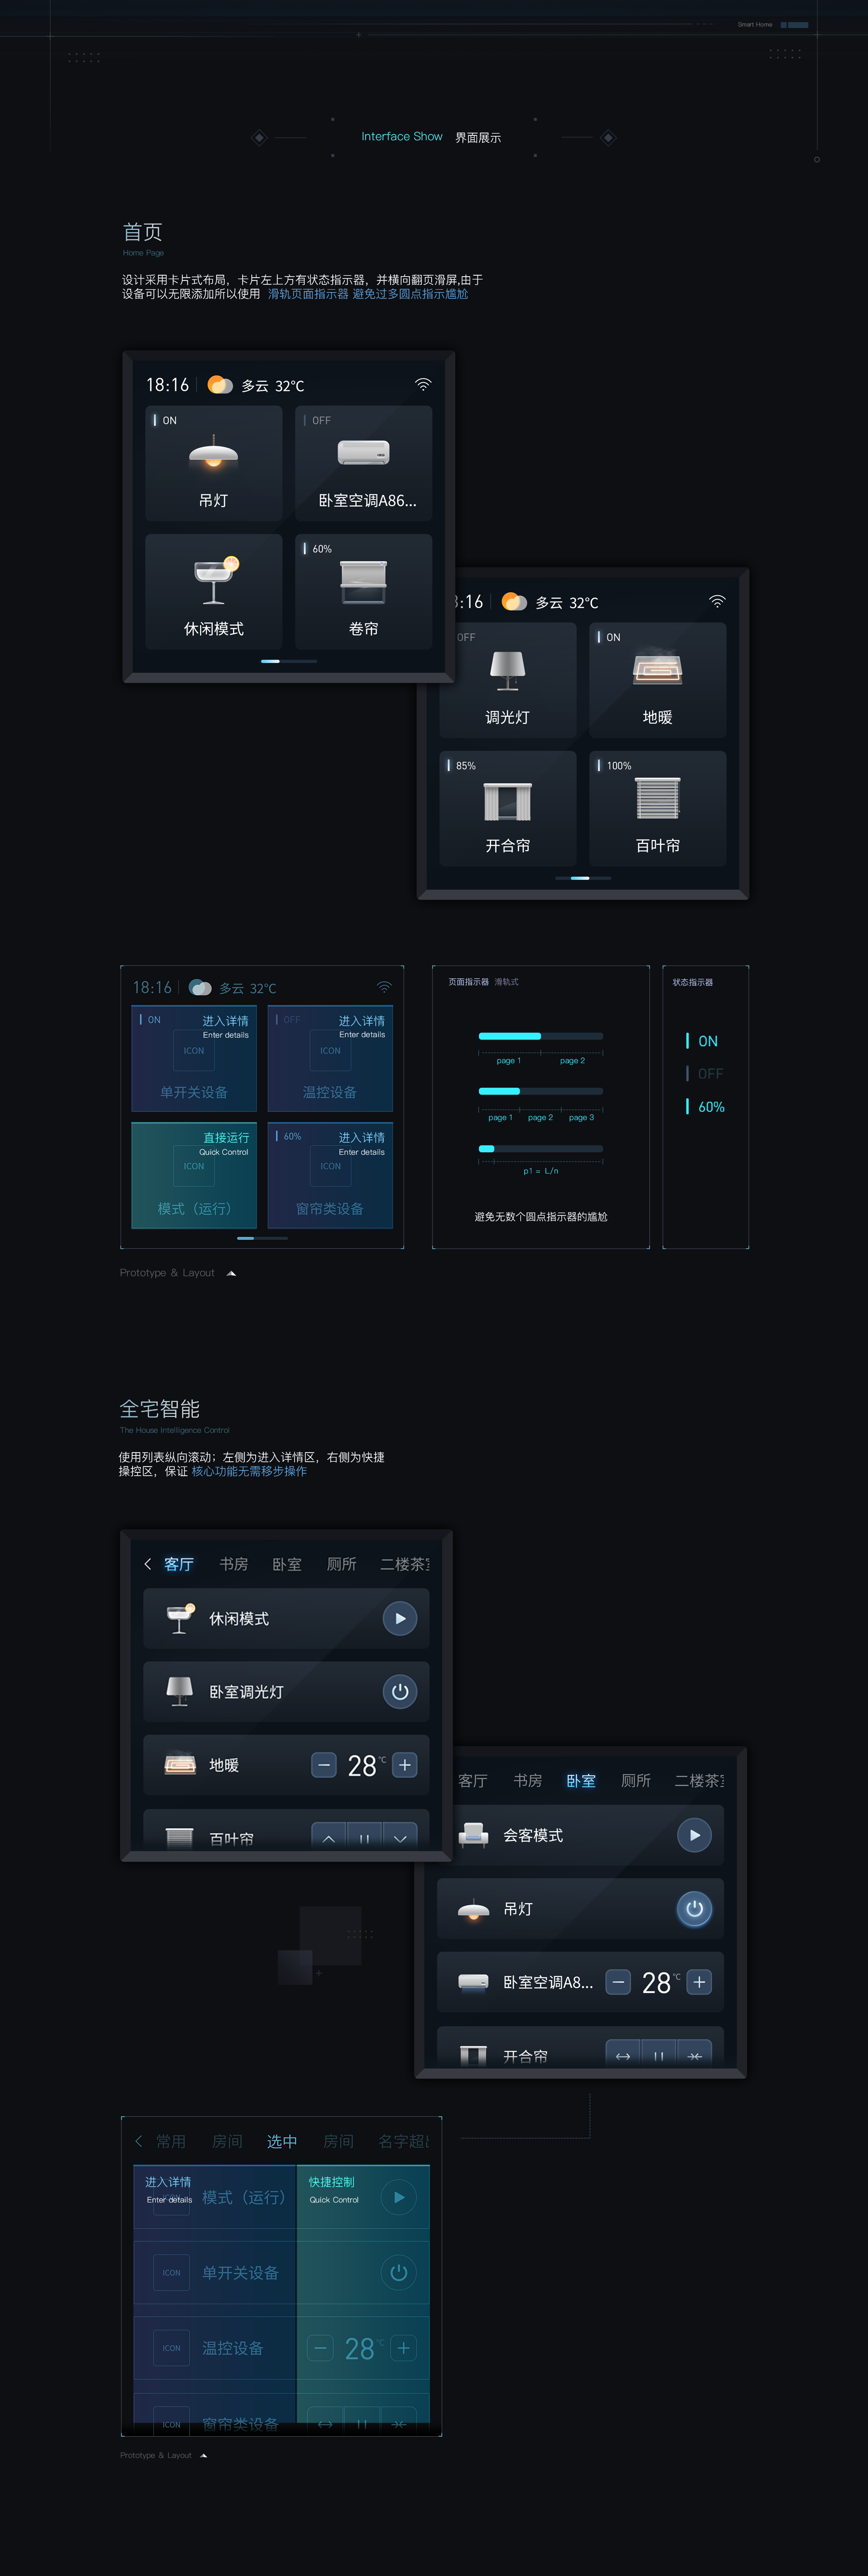 Smart Home
Interface Show 界面展示
首页
Home Page
设计采用卡片式布局，卡片左上方有状态指示器，并横向翻页滑屏,由于
设备可以无限添加所以使用 滑轨页面指示器 避免过多圆点指示尴尬
18:16 多云 32°C
ON
吊灯
OFF
卧室空调A86...
休闲模式
60%
卷帘
:16 多云 32°C
OFF
调光灯
ON
地暖
85%
开合帘
100%
百叶帘
18:16 多云 32°C
ON
进入详情
Enter details
ICON
单开关设备
OFF
进入详情
Enter details
ICON
温控设备
直接运行
Quick Control
ICON
模式（运行）
60%
进入详情
Enter details
ICON
窗帘类设备
页面指示器 滑轨式
page 1 page 2
page 1 page 2 page 3
p1 = L/n
避免无数个圆点指示器的尴尬
状态指示器
ON
OFF
60%
Prototype & Layout
全宅智能
The House Intelligence Control
使用列表纵向滚动；左侧为进入详情区，右侧为快捷
操控区，保证 核心功能无需移步操作
客厅 书房 卧室 厕所 二楼茶室
休闲模式
卧室调光灯
地暖 28°C
百叶帘
客厅 书房 卧室 厕所 二楼茶室
会客模式
吊灯
卧室空调A8... 28°C
开合帘
常用 房间 选中 房间 名字超出
进入详情
Enter details
ICON
模式（运行）
快捷控制
Quick Control
ICON 单开关设备
ICON 温控设备 28°C
ICON 窗帘类设备
Prototype & Layout